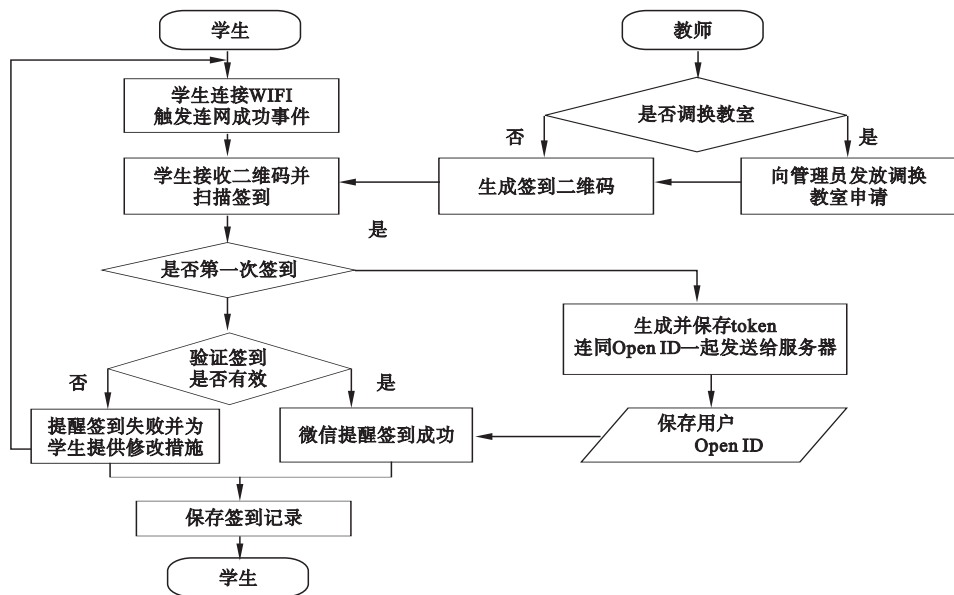 学生
教师
学生连接WIFI
触发连网成功事件
是否调换教室
否
是
学生接收二维码并
扫描签到
生成签到二维码
向管理员发放调换
教室申请
是
是否第一次签到
生成并保存token
连同Open ID一起发送给服务器
验证签到
是否有效
否
是
提醒签到失败并为
学生提供修改措施
微信提醒签到成功
保存用户
Open ID
保存签到记录
学生